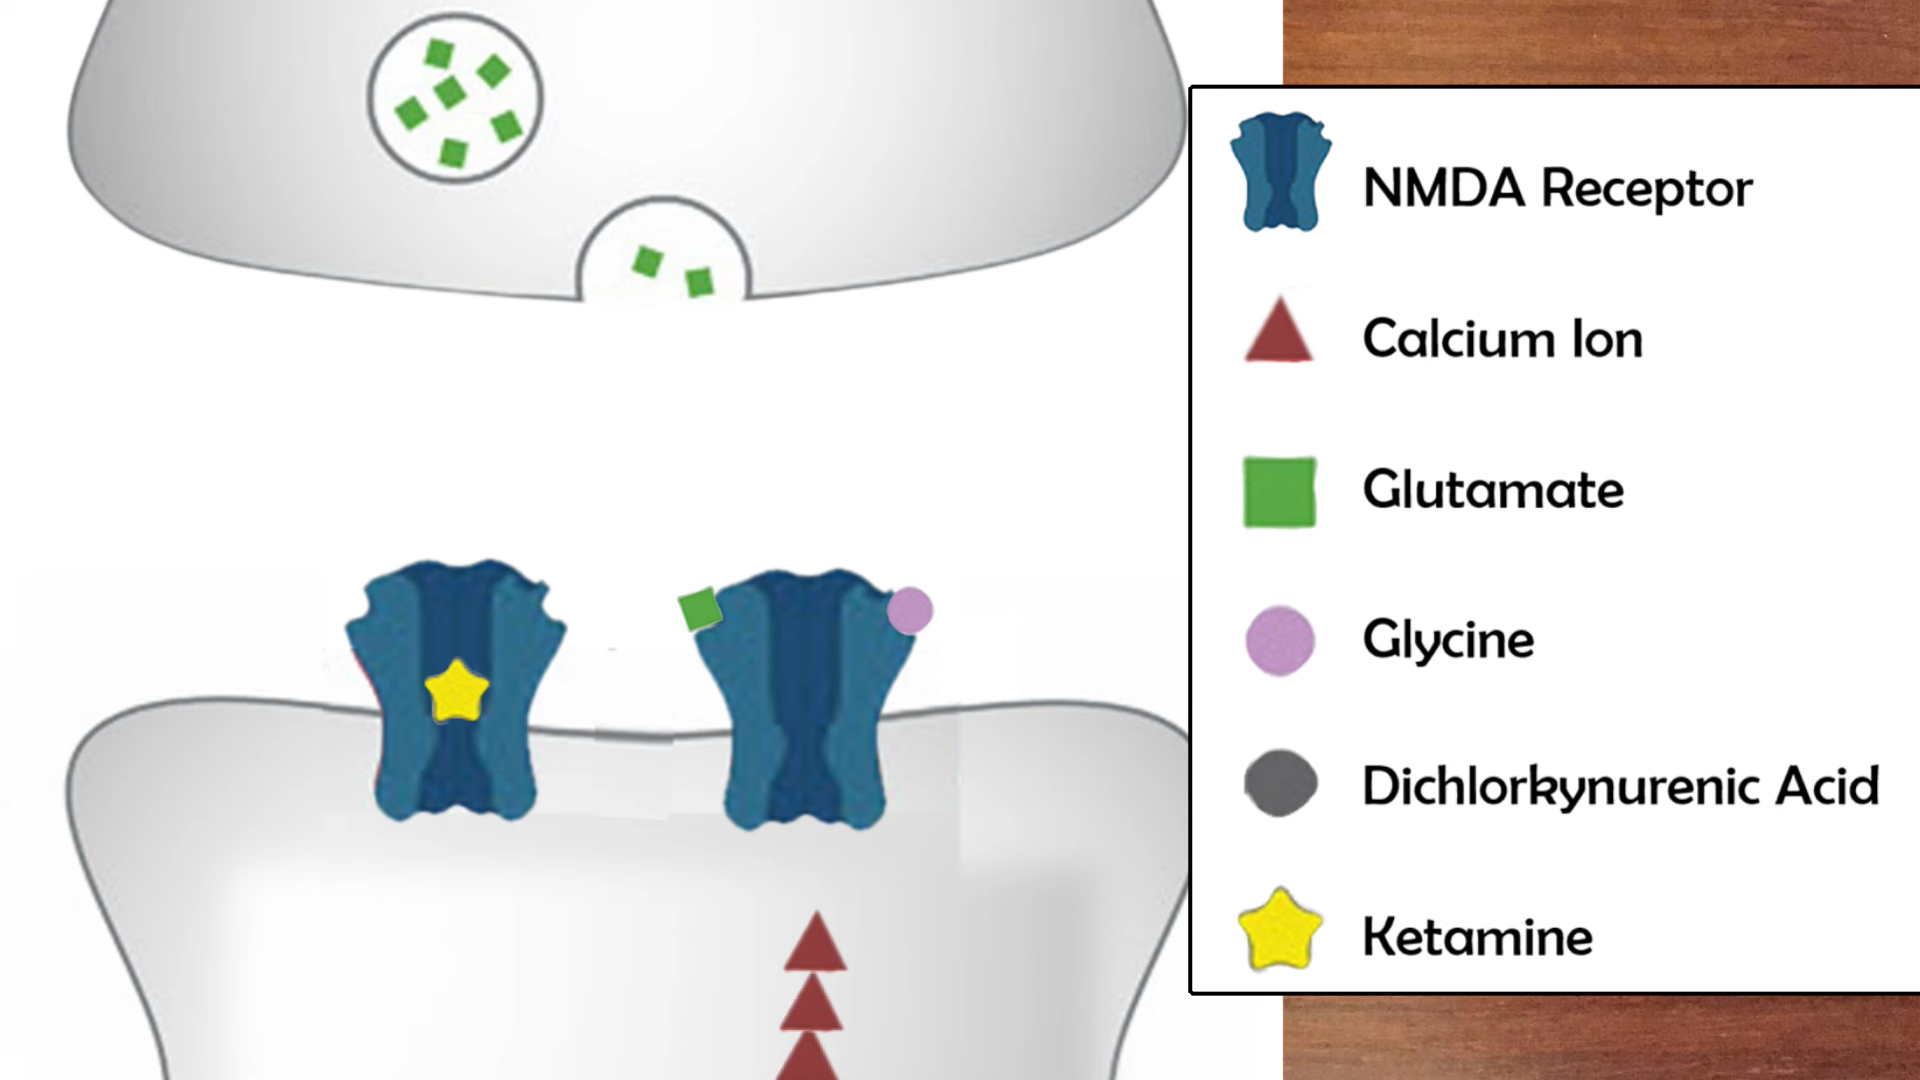 NMDA Receptor
Calcium Ion
Glutamate
Glycine
Dichlorkynurenic Acid
Ketamine